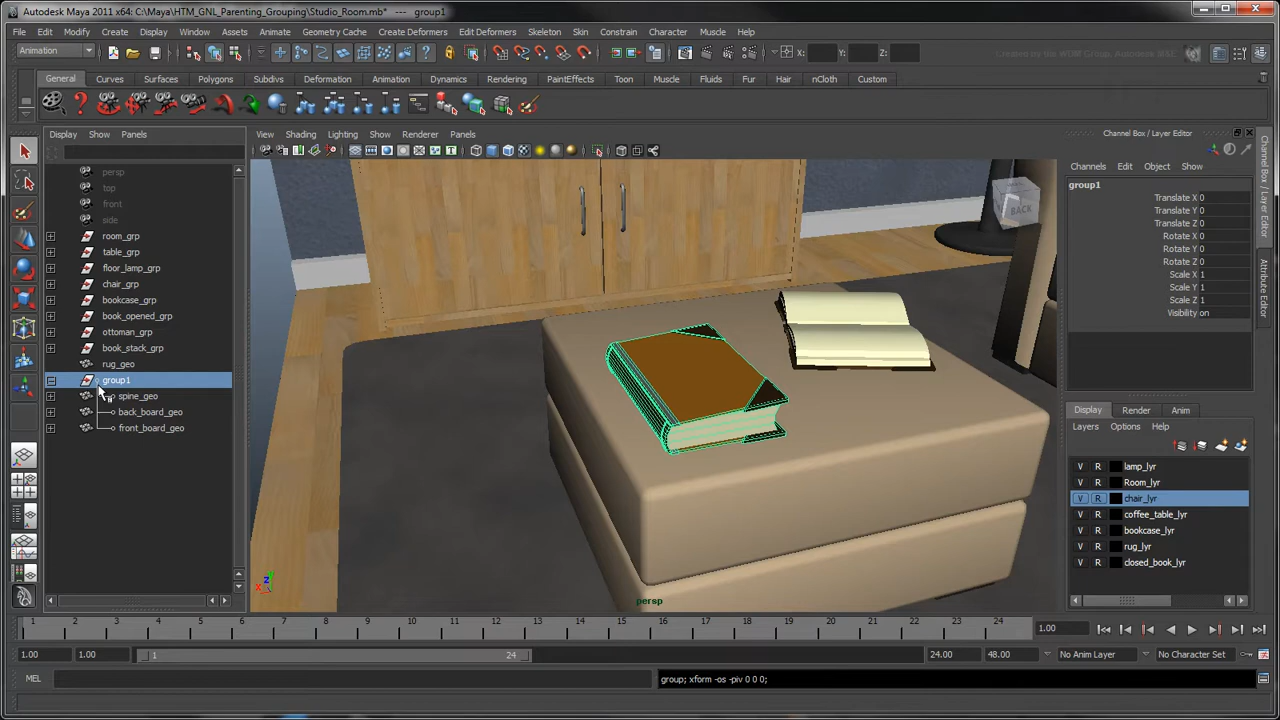 Autodesk Maya 2011 x64: C:\Maya\HTM_GNL_Parenting_Grouping\Studio_Room.mb* --- group1
File Edit Modify Create Display Window Assets Animate Geometry Cache Create Deformers Edit Deformers Skeleton Skin Constrain Character Muscle Help
Animation X: Y: Z:
General Curves Surfaces Polygons Subdivs Deformation Animation Dynamics Rendering PaintEffects Toon Muscle Fluids Fur Hair nCloth Custom
Display Show Panels
View Shading Lighting Show Renderer Panels
Channel Box / Layer Editor
persp
top
front
side
room_grp
table_grp
floor_lamp_grp
chair_grp
bookcase_grp
book_opened_grp
ottoman_grp
book_stack_grp
rug_geo
group1
spine_geo
back_board_geo
front_board_geo
BACK
persp
Channels Edit Object Show
group1
Translate X 0
Translate Y 0
Translate Z 0
Rotate X 0
Rotate Y 0
Rotate Z 0
Scale X 1
Scale Y 1
Scale Z 1
Visibility on
Channel Box / Layer Editor
Attribute Editor
Display Render Anim
Layers Options Help
V R lamp_lyr
V R Room_lyr
V R chair_lyr
V R coffee_table_lyr
V R bookcase_lyr
V R rug_lyr
V R closed_book_lyr
1 2 3 4 5 6 7 8 9 10 11 12 13 14 15 16 17 18 19 20 21 22 23 24 1.00
1.00 1.00 1 24 24.00 48.00 No Anim Layer No Character Set
MEL group; xform -os -piv 0 0 0;